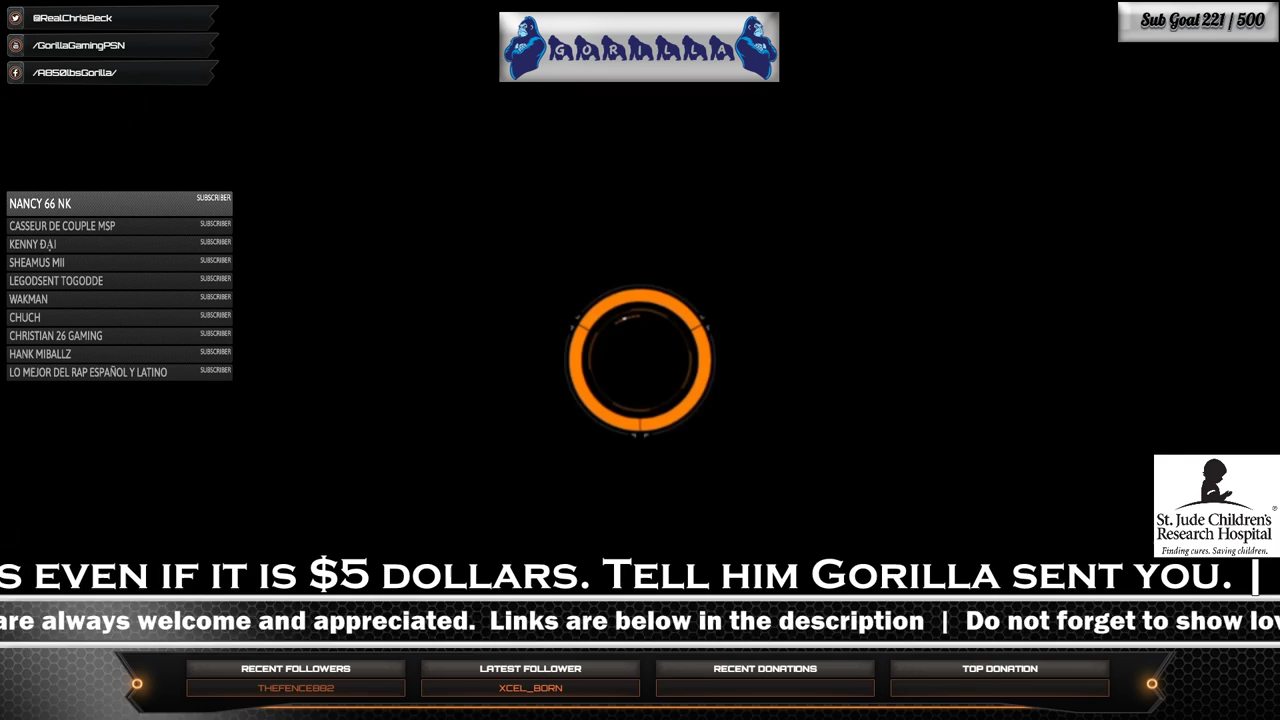 @RealChrisBeck
/GorillaGamingPSN
/A850lbsGorilla/
GORILLA
Sub Goal 221 / 500
NANCY 66 NK SUBSCRIBER
CASSEUR DE COUPLE MSP SUBSCRIBER
KENNY ĐẠI SUBSCRIBER
SHEAMUS MII SUBSCRIBER
LEGODSENT TOGODDE SUBSCRIBER
WAKMAN SUBSCRIBER
CHUCH SUBSCRIBER
CHRISTIAN 26 GAMING SUBSCRIBER
HANK MIBALLZ SUBSCRIBER
LO MEJOR DEL RAP ESPAÑOL Y LATINO SUBSCRIBER
St. Jude Children's
Research Hospital
Finding cures. Saving children.
S EVEN IF IT IS $5 DOLLARS. TELL HIM GORILLA SENT YOU. |
are always welcome and appreciated. Links are below in the description | Do not forget to show lov
RECENT FOLLOWERS LATEST FOLLOWER RECENT DONATIONS TOP DONATION
THEFENCE882 XCEL_BORN